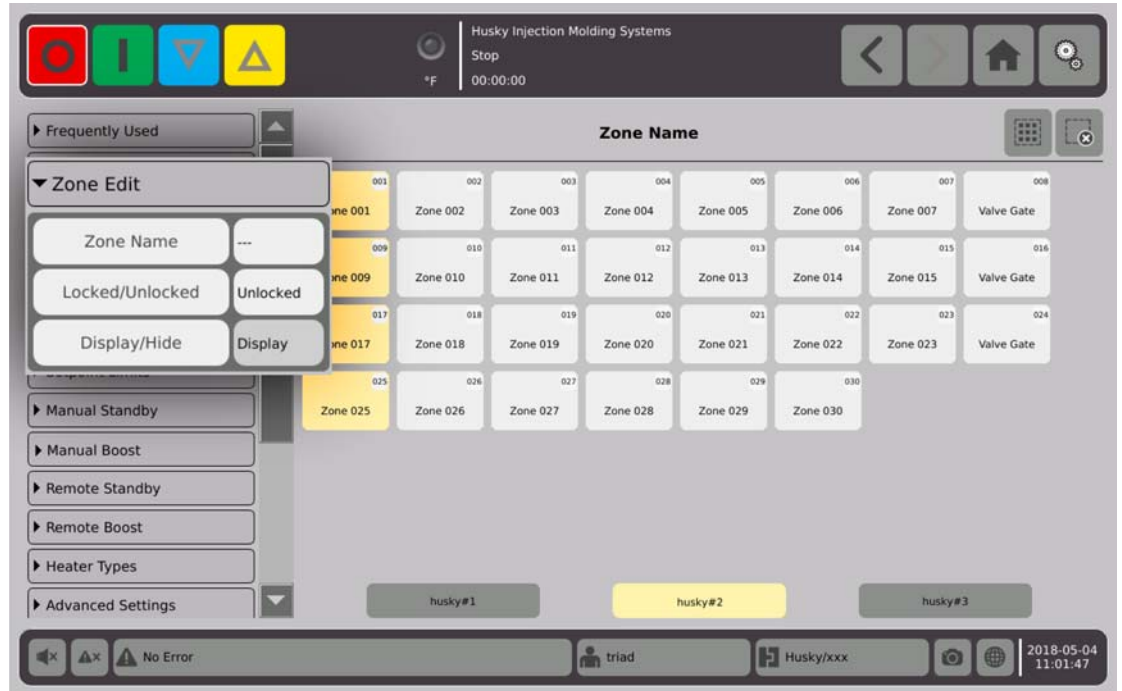 Husky Injection Molding Systems
Stop
°F
00:00:00
Frequently Used
Zone Name
Zone Edit
Zone Name
---
Locked/Unlocked
Unlocked
Display/Hide
Display
Manual Standby
Manual Boost
Remote Standby
Remote Boost
Heater Types
Advanced Settings
001 002 003 004 005 006 007 008
ne 001 Zone 002 Zone 003 Zone 004 Zone 005 Zone 006 Zone 007 Valve Gate
009 010 011 012 013 014 015 016
ne 009 Zone 010 Zone 011 Zone 012 Zone 013 Zone 014 Zone 015 Valve Gate
017 018 019 020 021 022 023 024
ne 017 Zone 018 Zone 019 Zone 020 Zone 021 Zone 022 Zone 023 Valve Gate
025 026 027 028 029 030
Zone 025 Zone 026 Zone 027 Zone 028 Zone 029 Zone 030
husky#1 husky#2 husky#3
No Error
triad
Husky/xxx
2018-05-04
11:01:47